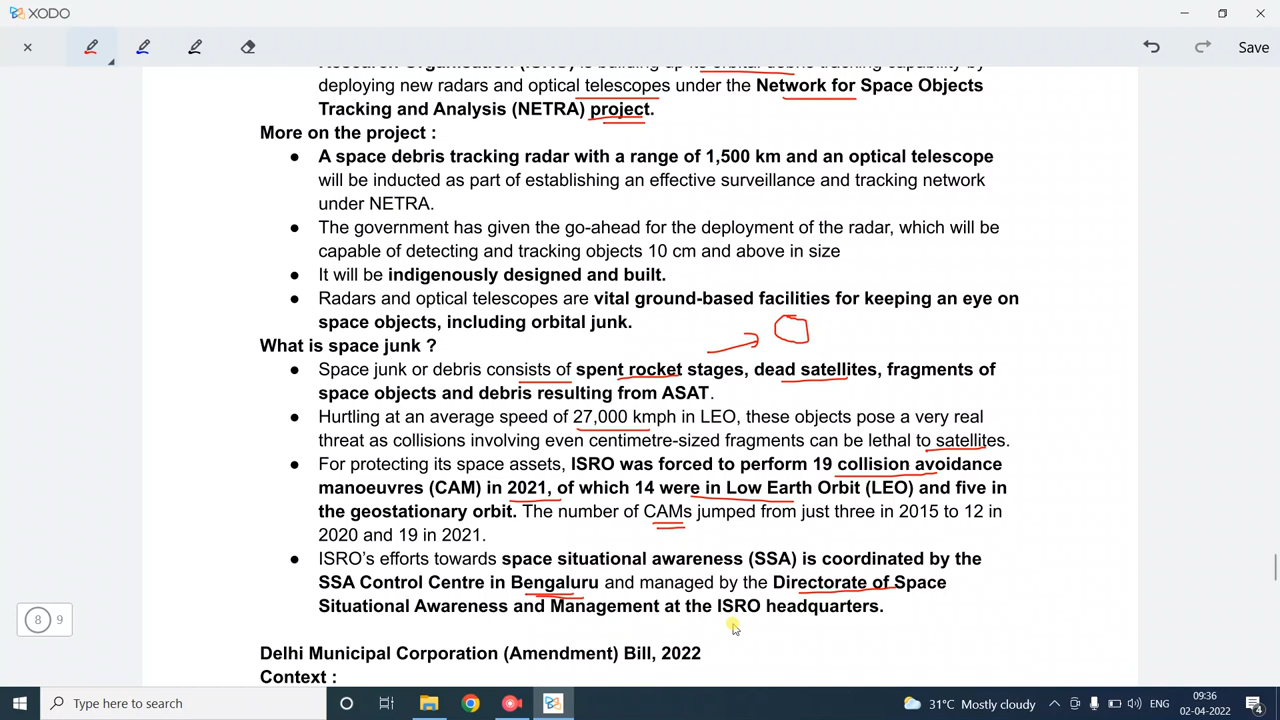 XODO
Save
Research Organisation (ISRO) is building up its orbital debris tracking capability by
deploying new radars and optical telescopes under the Network for Space Objects
Tracking and Analysis (NETRA) project.
More on the project :
● A space debris tracking radar with a range of 1,500 km and an optical telescope
will be inducted as part of establishing an effective surveillance and tracking network
under NETRA.
● The government has given the go-ahead for the deployment of the radar, which will be
capable of detecting and tracking objects 10 cm and above in size
● It will be indigenously designed and built.
● Radars and optical telescopes are vital ground-based facilities for keeping an eye on
space objects, including orbital junk.
What is space junk ?
● Space junk or debris consists of spent rocket stages, dead satellites, fragments of
space objects and debris resulting from ASAT.
● Hurtling at an average speed of 27,000 kmph in LEO, these objects pose a very real
threat as collisions involving even centimetre-sized fragments can be lethal to satellites.
● For protecting its space assets, ISRO was forced to perform 19 collision avoidance
manoeuvres (CAM) in 2021, of which 14 were in Low Earth Orbit (LEO) and five in
the geostationary orbit. The number of CAMs jumped from just three in 2015 to 12 in
2020 and 19 in 2021.
● ISRO's efforts towards space situational awareness (SSA) is coordinated by the
SSA Control Centre in Bengaluru and managed by the Directorate of Space
Situational Awareness and Management at the ISRO headquarters.
8 9
Delhi Municipal Corporation (Amendment) Bill, 2022
Context :
Type here to search
31°C Mostly cloudy
ENG
09:36
02-04-2022
4